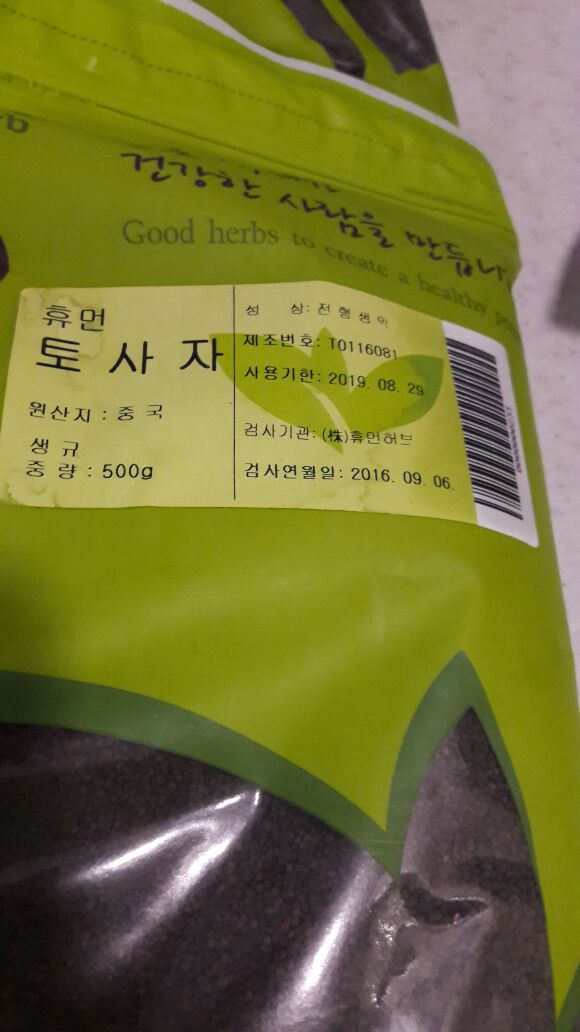 건강한 사람을 만듭니
Good herbs to create a healthy
휴먼
토사자
원산지 : 중국
생규
중량 : 500g
성 상: 전형생약
제조번호: T0116081
사용기한: 2019. 08. 29
검사기관: (株)휴먼허브
검사연월일: 2016. 09. 06.